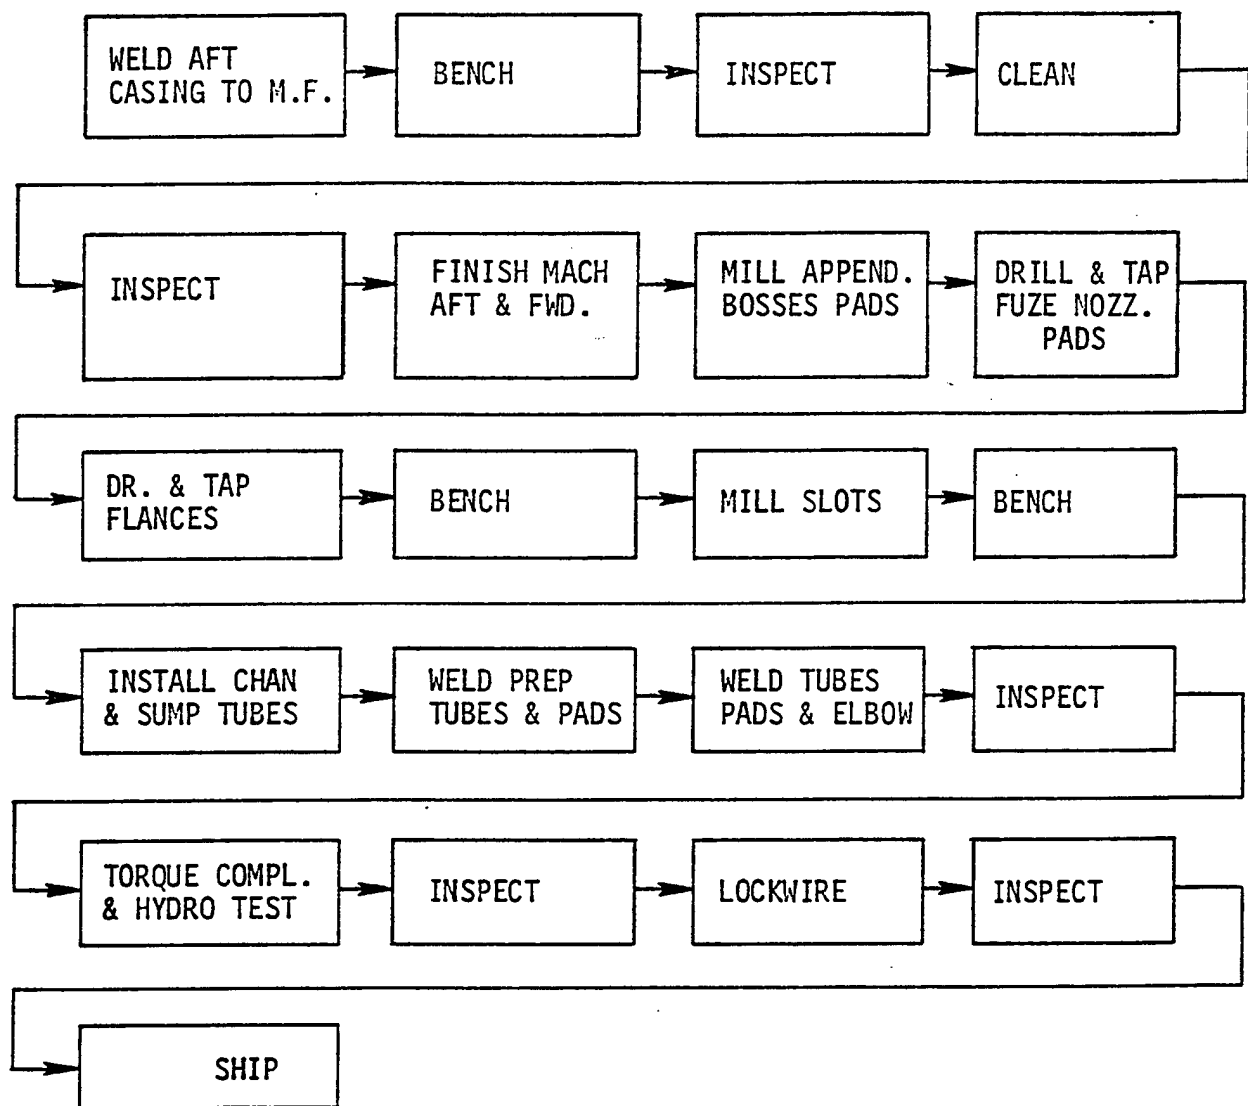 WELD AFT
CASING TO M.F.
BENCH
INSPECT
CLEAN
INSPECT
FINISH MACH
AFT & FWD.
MILL APPEND.
BOSSES PADS
DRILL & TAP
FUZE NOZZ.
PADS
DR. & TAP
FLANCES
BENCH
MILL SLOTS
BENCH
INSTALL CHAN
& SUMP TUBES
WELD PREP
TUBES & PADS
WELD TUBES
PADS & ELBOW
INSPECT
TORQUE COMPL.
& HYDRO TEST
INSPECT
LOCKWIRE
INSPECT
SHIP